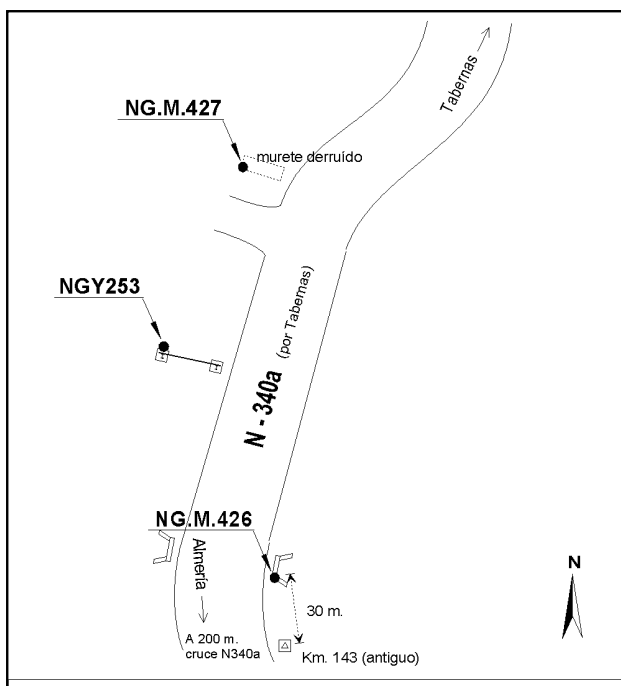 Tabernas
NG.M.427
murete derruído
NGY253
N - 340a (por Tabernas)
NG.M.426
Almería
30 m.
N
A 200 m.
cruce N340a
Km. 143 (antiguo)